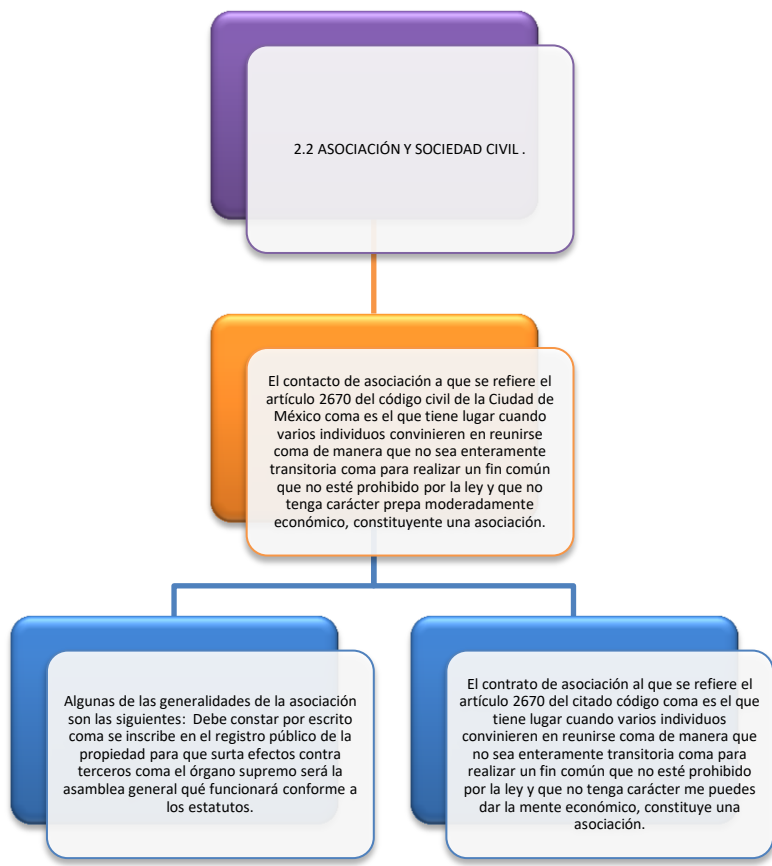 2.2 ASOCIACIÓN Y SOCIEDAD CIVIL .
El contacto de asociación a que se refiere el
artículo 2670 del código civil de la Ciudad de
México coma es el que tiene lugar cuando
varios individuos convinieren en reunirse
coma de manera que no sea enteramente
transitoria coma para realizar un fin común
que no esté prohibido por la ley y que no
tenga carácter prepa moderadamente
económico, constituyente una asociación.
Algunas de las generalidades de la asociación
son las siguientes: Debe constar por escrito
coma se inscribe en el registro público de la
propiedad para que surta efectos contra
terceros coma el órgano supremo será la
asamblea general qué funcionará conforme a
los estatutos.
El contrato de asociación al que se refiere el
artículo 2670 del citado código coma es el que
tiene lugar cuando varios individuos
convinieren en reunirse coma de manera que
no sea enteramente transitoria coma para
realizar un fin común que no esté prohibido
por la ley y que no tenga carácter me puedes
dar la mente económico, constituye una
asociación.